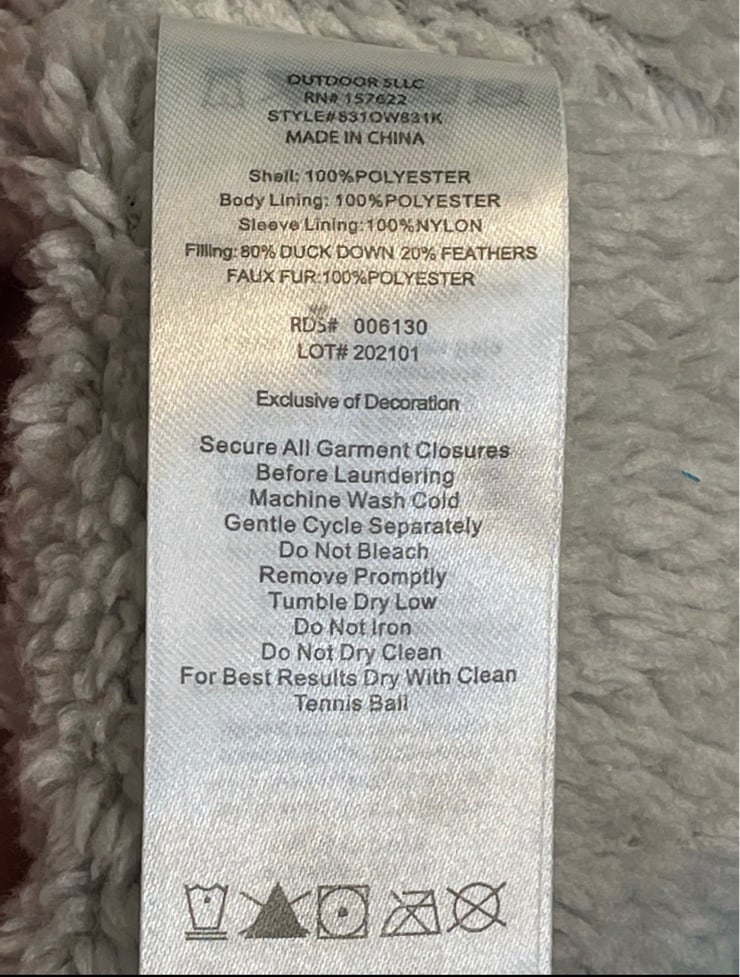 OUTDOOR 5LLC
RN# 157622
STYLE#831OW831K
MADE IN CHINA
Shell: 100%POLYESTER
Body Lining: 100%POLYESTER
Sleeve Lining:100%NYLON
Filling:80% DUCK DOWN 20% FEATHERS
FAUX FUR:100%POLYESTER
RDS# 006130
LOT# 202101
Exclusive of Decoration
Secure All Garment Closures
Before Laundering
Machine Wash Cold
Gentle Cycle Separately
Do Not Bleach
Remove Promptly
Tumble Dry Low
Do Not Iron
Do Not Dry Clean
For Best Results Dry With Clean
Tennis Ball